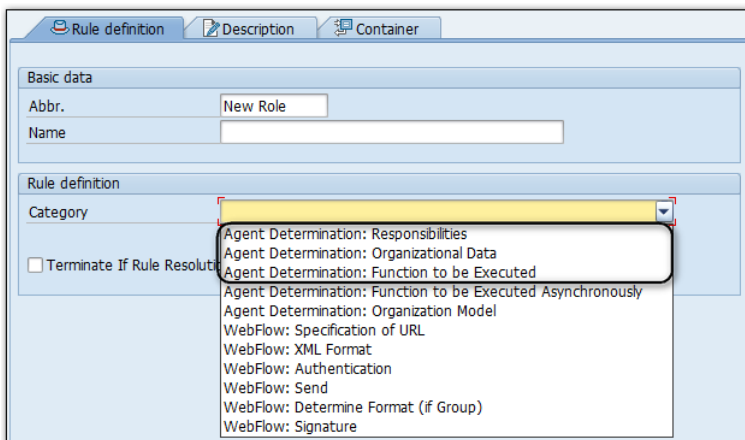 Rule definition
Description
Container
Basic data
Abbr.
New Role
Name
Rule definition
Category
Agent Determination: Responsibilities
Agent Determination: Organizational Data
Terminate If Rule Resoluti
Agent Determination: Function to be Executed
Agent Determination: Function to be Executed Asynchronously
Agent Determination: Organization Model
WebFlow: Specification of URL
WebFlow: XML Format
WebFlow: Authentication
WebFlow: Send
WebFlow: Determine Format (if Group)
WebFlow: Signature